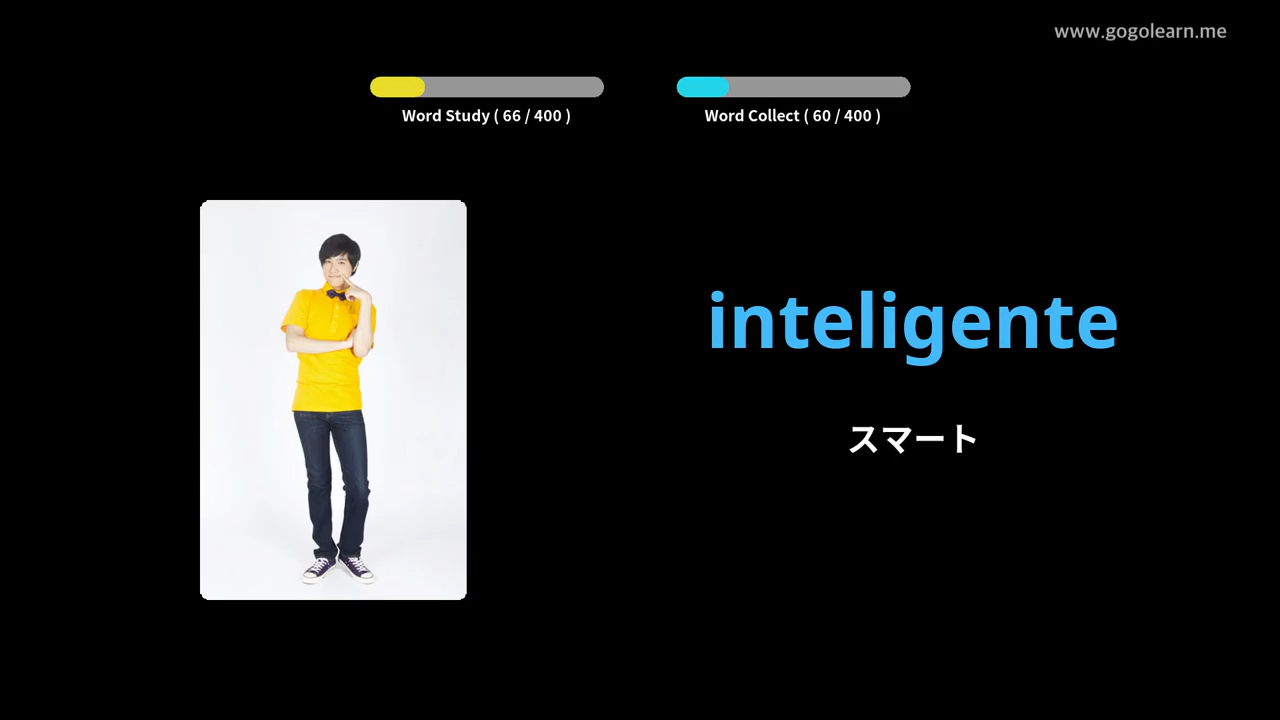 www.gogolearn.me
Word Study ( 66 / 400 )
Word Collect ( 60 / 400 )
inteligente
スマート